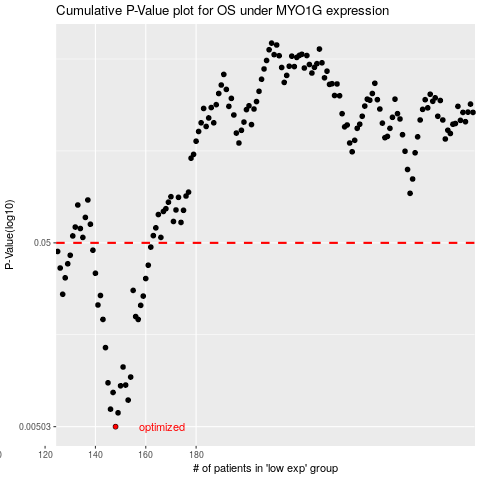 Cumulative P-Value plot for OS under MYO1G expression
P-Value(log10)
0.05
0.00503
optimized
0 120 140 160 180
# of patients in 'low exp' group